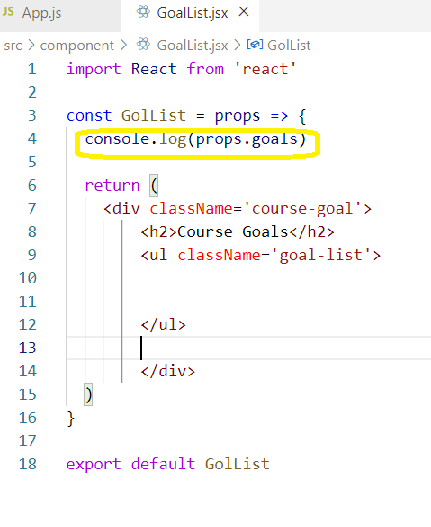 JS App.js GoalList.jsx X
src > component > GoalList.jsx > GolList
1 import React from 'react'
2
3 const GolList = props => {
4 console.log(props.goals)
5
6 return (
7 <div className='course-goal'>
8 <h2>Course Goals</h2>
9 <ul className='goal-list'>
10
11
12 </ul>
13
14 </div>
15 )
16 }
17
18 export default GolList